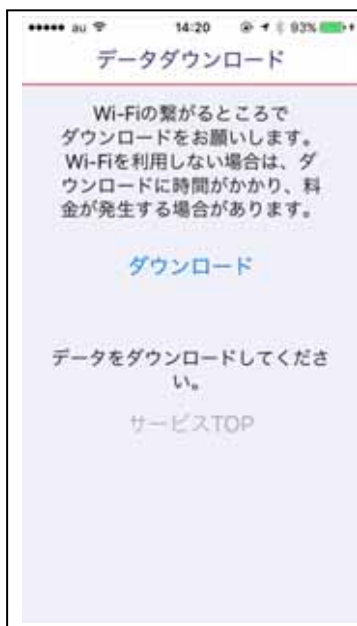 au 14:20 93%
データダウンロード
Wi-Fiの繋がるところで
ダウンロードをお願いします。
Wi-Fiを利用しない場合は、ダ
ウンロードに時間がかかり、料
金が発生する場合があります。
ダウンロード
データをダウンロードしてくださ
い。
サービスTOP